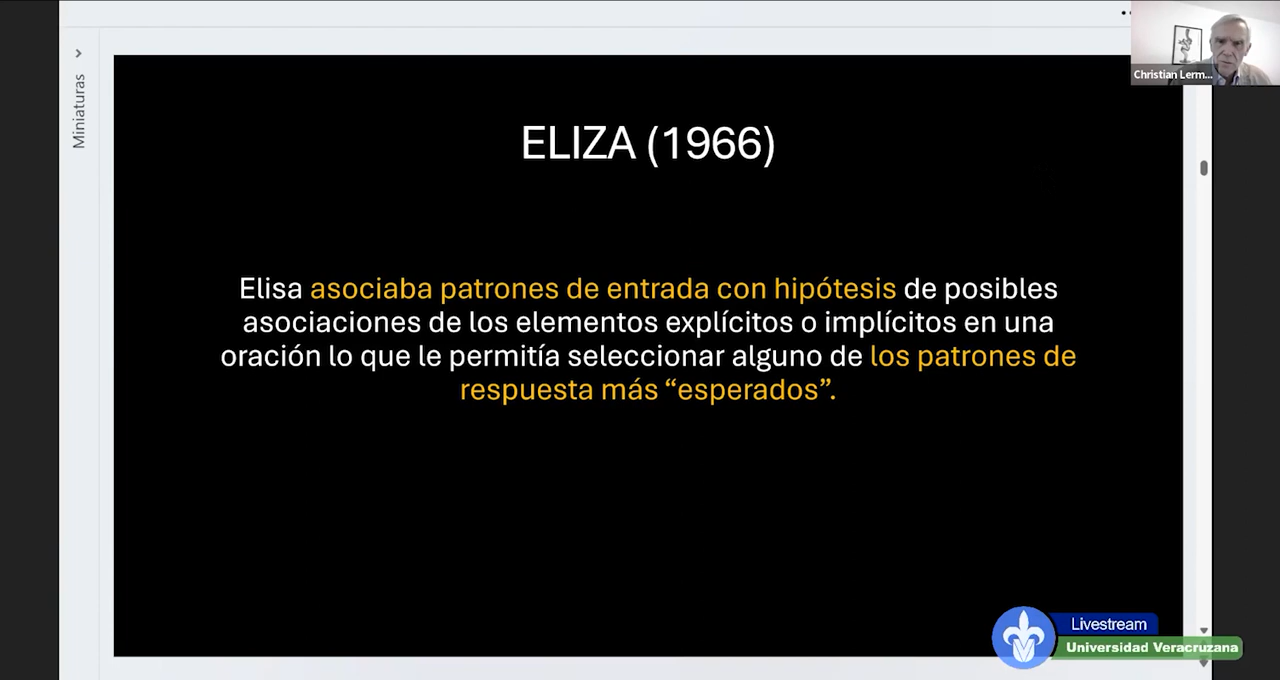 Christian Lerm...
Miniaturas
ELIZA (1966)
Elisa asociaba patrones de entrada con hipótesis de posibles
asociaciones de los elementos explícitos o implícitos en una
oración lo que le permitía seleccionar alguno de los patrones de
respuesta más “esperados”.
Livestream
Universidad Veracruzana